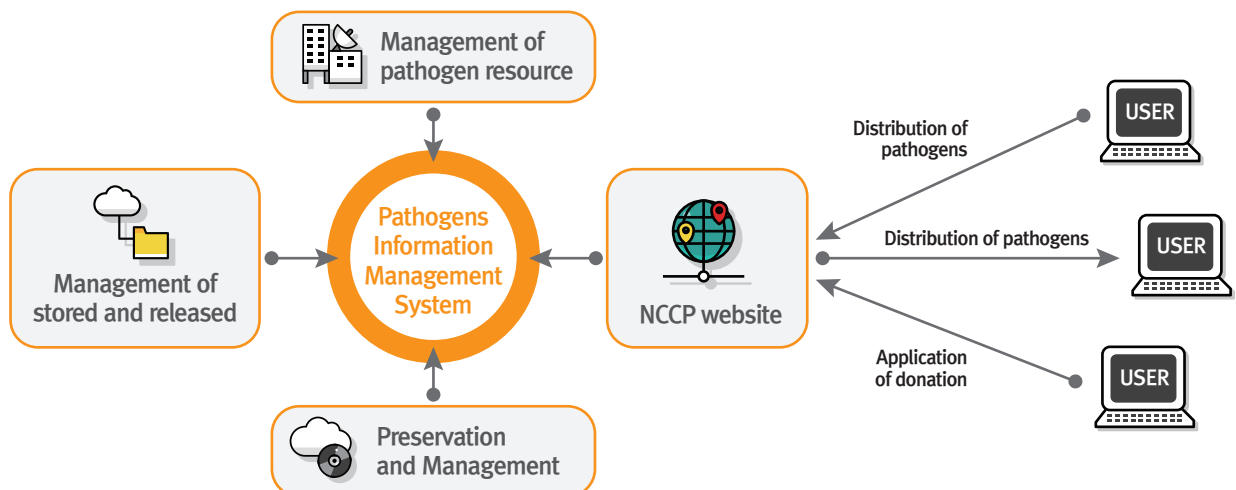 Management of
pathogen resource
Management of
stored and released
Pathogens
Information
Management
System
Preservation
and Management
NCCP website
Distribution of
pathogens
USER
Distribution of pathogens
USER
Application
of donation
USER